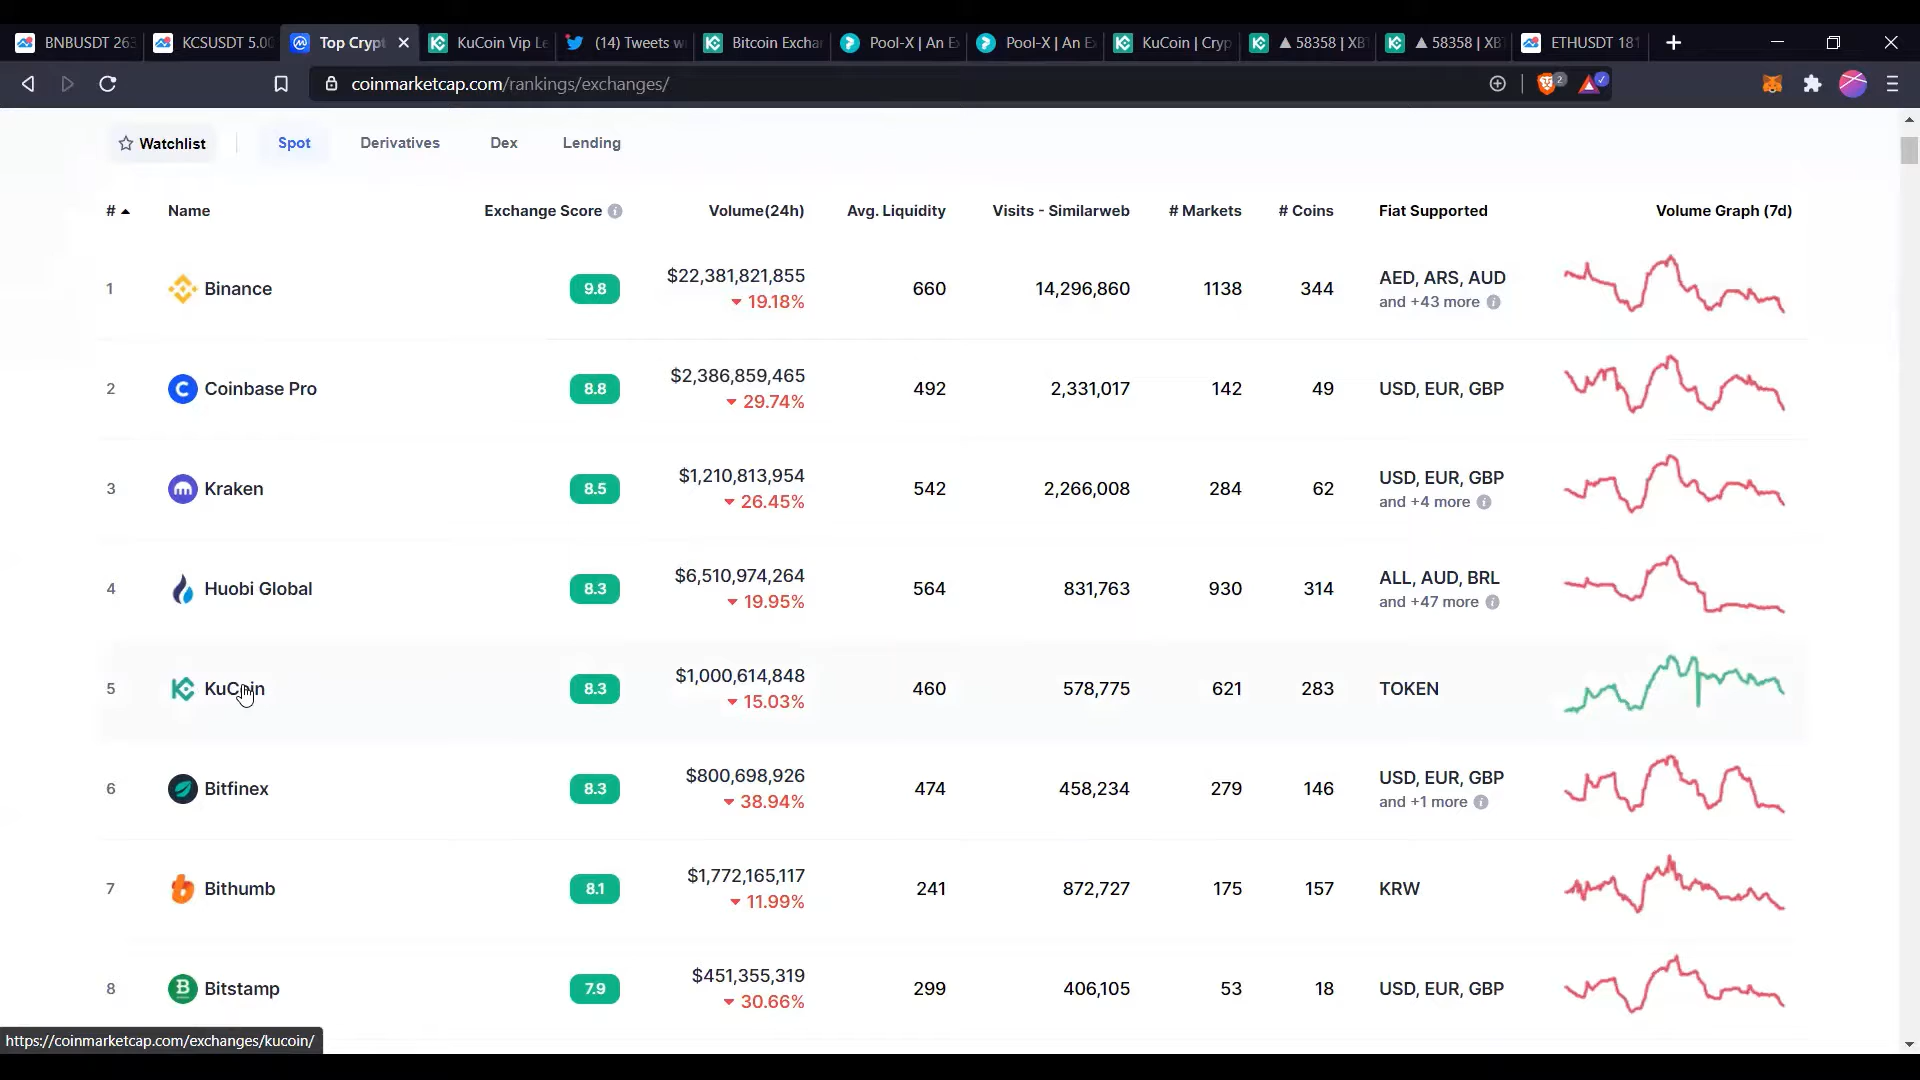 BNBUSDT 263
KCSUSDT 5.00
Top Crypt
KuCoin Vip Le
(14) Tweets w
Bitcoin Exchan
Pool-X | An E
Pool-X | An E
KuCoin | Cryp
▲ 58358 | XB
▲ 58358 | XB
ETHUSDT 181
coinmarketcap.com/rankings/exchanges/
2
Watchlist
Spot
Derivatives
Dex
Lending
# Name Exchange Score Volume(24h) Avg. Liquidity Visits - Similarweb # Markets # Coins Fiat Supported Volume Graph (7d)
1 Binance 9.8 $22,381,821,855 660 14,296,860 1138 344 AED, ARS, AUD
19.18% and +43 more
2 Coinbase Pro 8.8 $2,386,859,465 492 2,331,017 142 49 USD, EUR, GBP
29.74%
3 Kraken 8.5 $1,210,813,954 542 2,266,008 284 62 USD, EUR, GBP
26.45% and +4 more
4 Huobi Global 8.3 $6,510,974,264 564 831,763 930 314 ALL, AUD, BRL
19.95% and +47 more
5 KuCoin 8.3 $1,000,614,848 460 578,775 621 283 TOKEN
15.03%
6 Bitfinex 8.3 $800,698,926 474 458,234 279 146 USD, EUR, GBP
38.94% and +1 more
7 Bithumb 8.1 $1,772,165,117 241 872,727 175 157 KRW
11.99%
8 Bitstamp 7.9 $451,355,319 299 406,105 53 18 USD, EUR, GBP
30.66%
https://coinmarketcap.com/exchanges/kucoin/